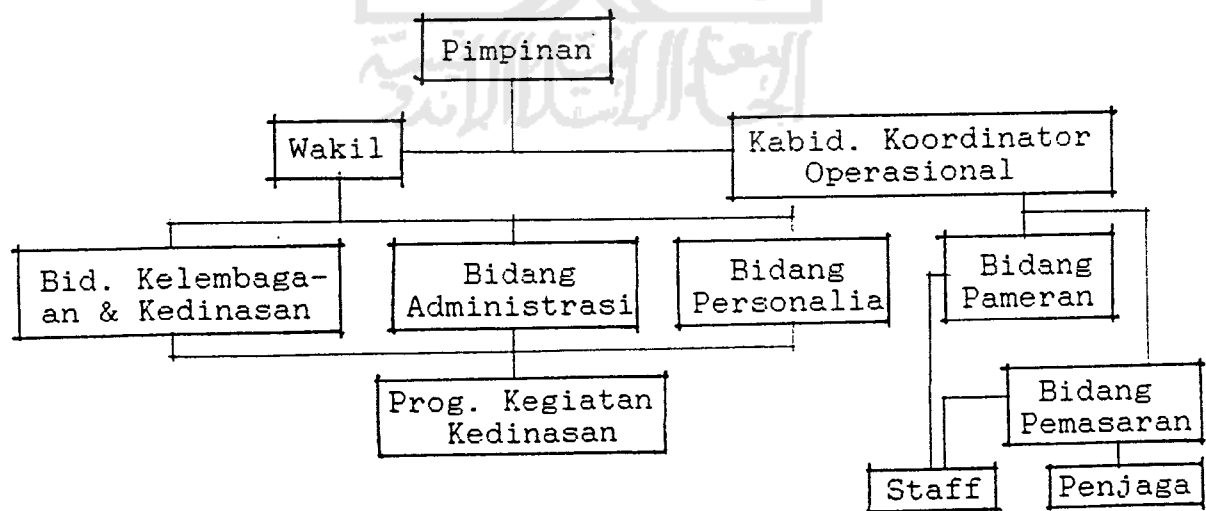 Pimpinan
Wakil
Kabid. Koordinator
Operasional
Bid. Kelembaga-
an & Kedinasan
Bidang
Administrasi
Bidang
Personalia
Bidang
Pameran
Prog. Kegiatan
Kedinasan
Bidang
Pemasaran
Staff
Penjaga